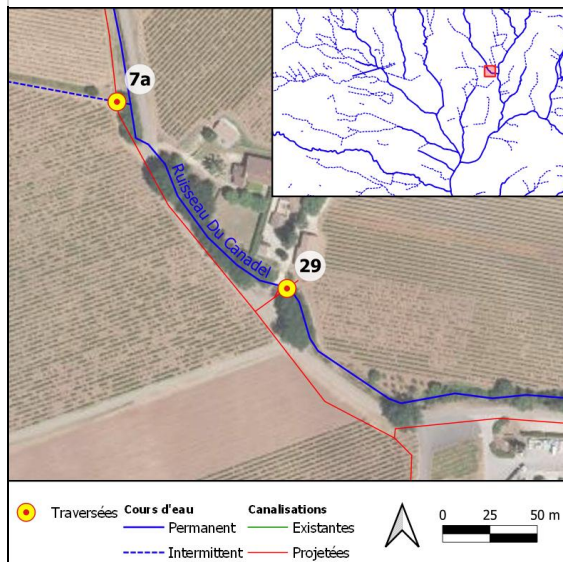 7a
Ruisseau Du Canadel
29
Traversées
Cours d'eau
Permanent
Intermittent
Canalisations
Existantes
Projetées
0 25 50 m